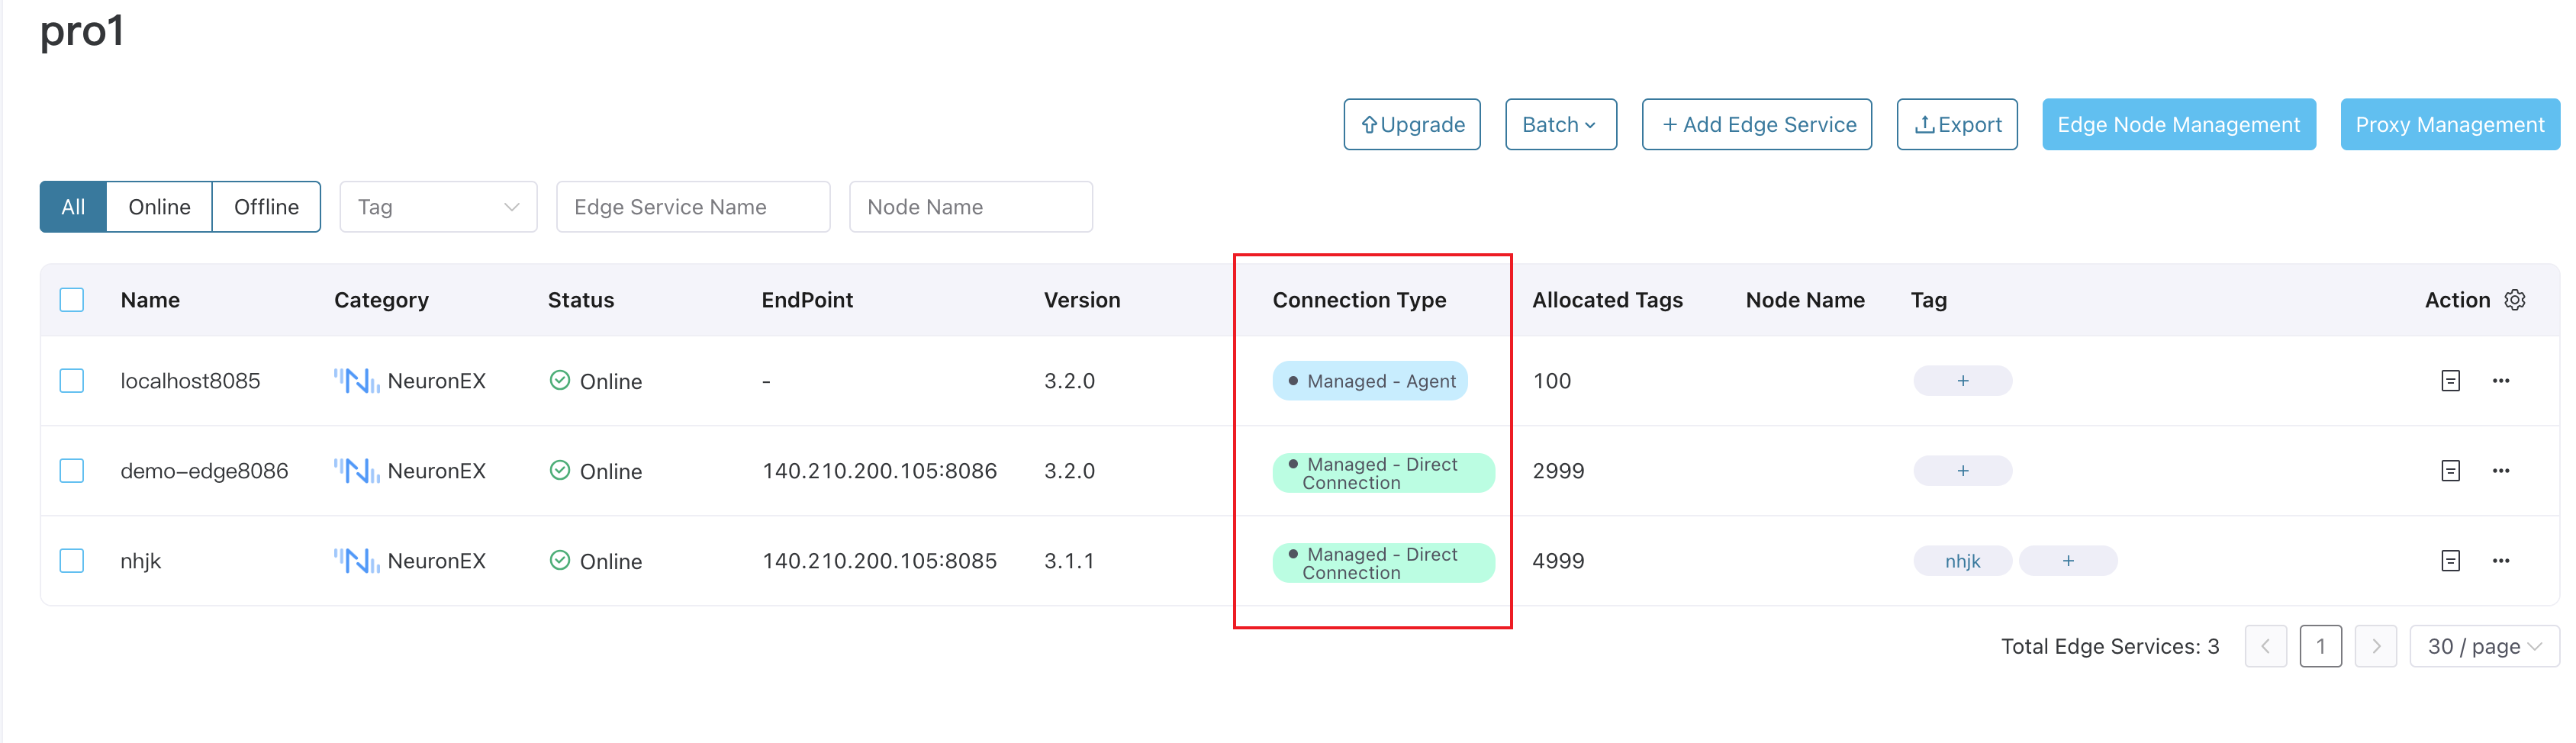 pro1
Upgrade
Batch
+ Add Edge Service
Export
Edge Node Management
Proxy Management
All
Online
Offline
Tag
Edge Service Name
Node Name
Name
Category
Status
EndPoint
Version
Connection Type
Allocated Tags
Node Name
Tag
Action
localhost8085
NeuronEX
Online
-
3.2.0
Managed - Agent
100
+
demo-edge8086
NeuronEX
Online
140.210.200.105:8086
3.2.0
Managed - Direct
Connection
2999
+
nhjk
NeuronEX
Online
140.210.200.105:8085
3.1.1
Managed - Direct
Connection
4999
nhjk
+
Total Edge Services: 3
1
30 / page